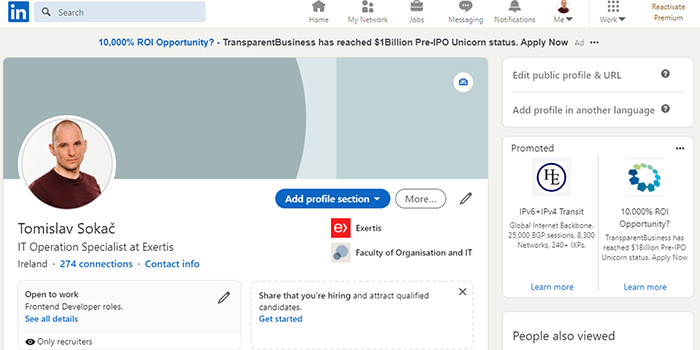 in
Search
Home
My Network
Jobs
Messaging
Notifications
Me
Work
Reactivate
Premium
10,000% ROI Opportunity? - TransparentBusiness has reached $1Billion Pre-IPO Unicorn status. Apply Now Ad •••
Edit public profile & URL
Add profile in another language
Add profile section
More...
Tomislav Sokač
IT Operation Specialist at Exertis
Ireland · 274 connections · Contact info
Exertis
Faculty of Organisation and IT
Open to work
Frontend Developer roles.
See all details
Only recruiters
Share that you're hiring and attract qualified
candidates.
Get started
Promoted
HE
IPv6+IPv4 Transit
Global Internet Backbone.
25,000 BGP sessions, 8,300
Networks, 240+ IXPs.
Learn more
10,000% ROI
Opportunity?
TransparentBusiness has
reached $1Billion Pre-IPO
Unicorn status. Apply Now
Learn more
People also viewed